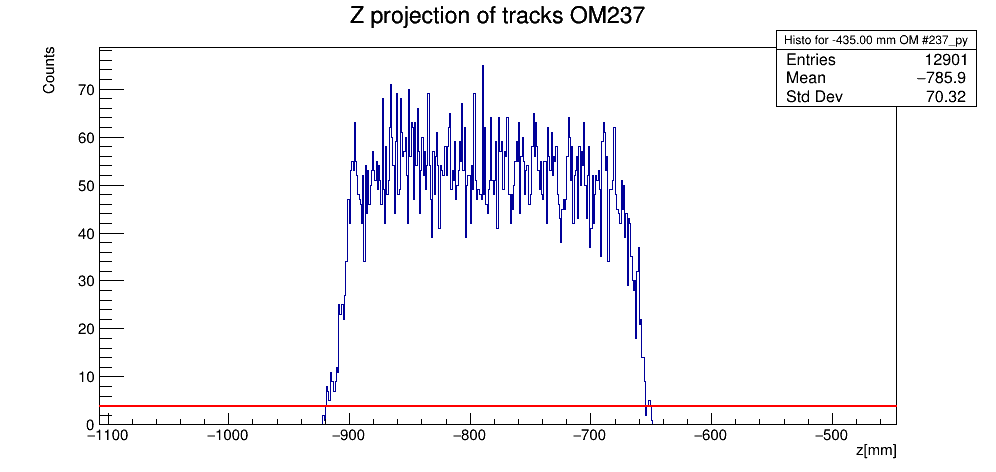 Z projection of tracks OM237
Histo for -435.00 mm OM #237_py
Entries 12901
Mean −785.9
Std Dev 70.32
Counts
70
60
50
40
30
20
10
0
−1100 −1000 −900 −800 −700 −600 −500
z[mm]